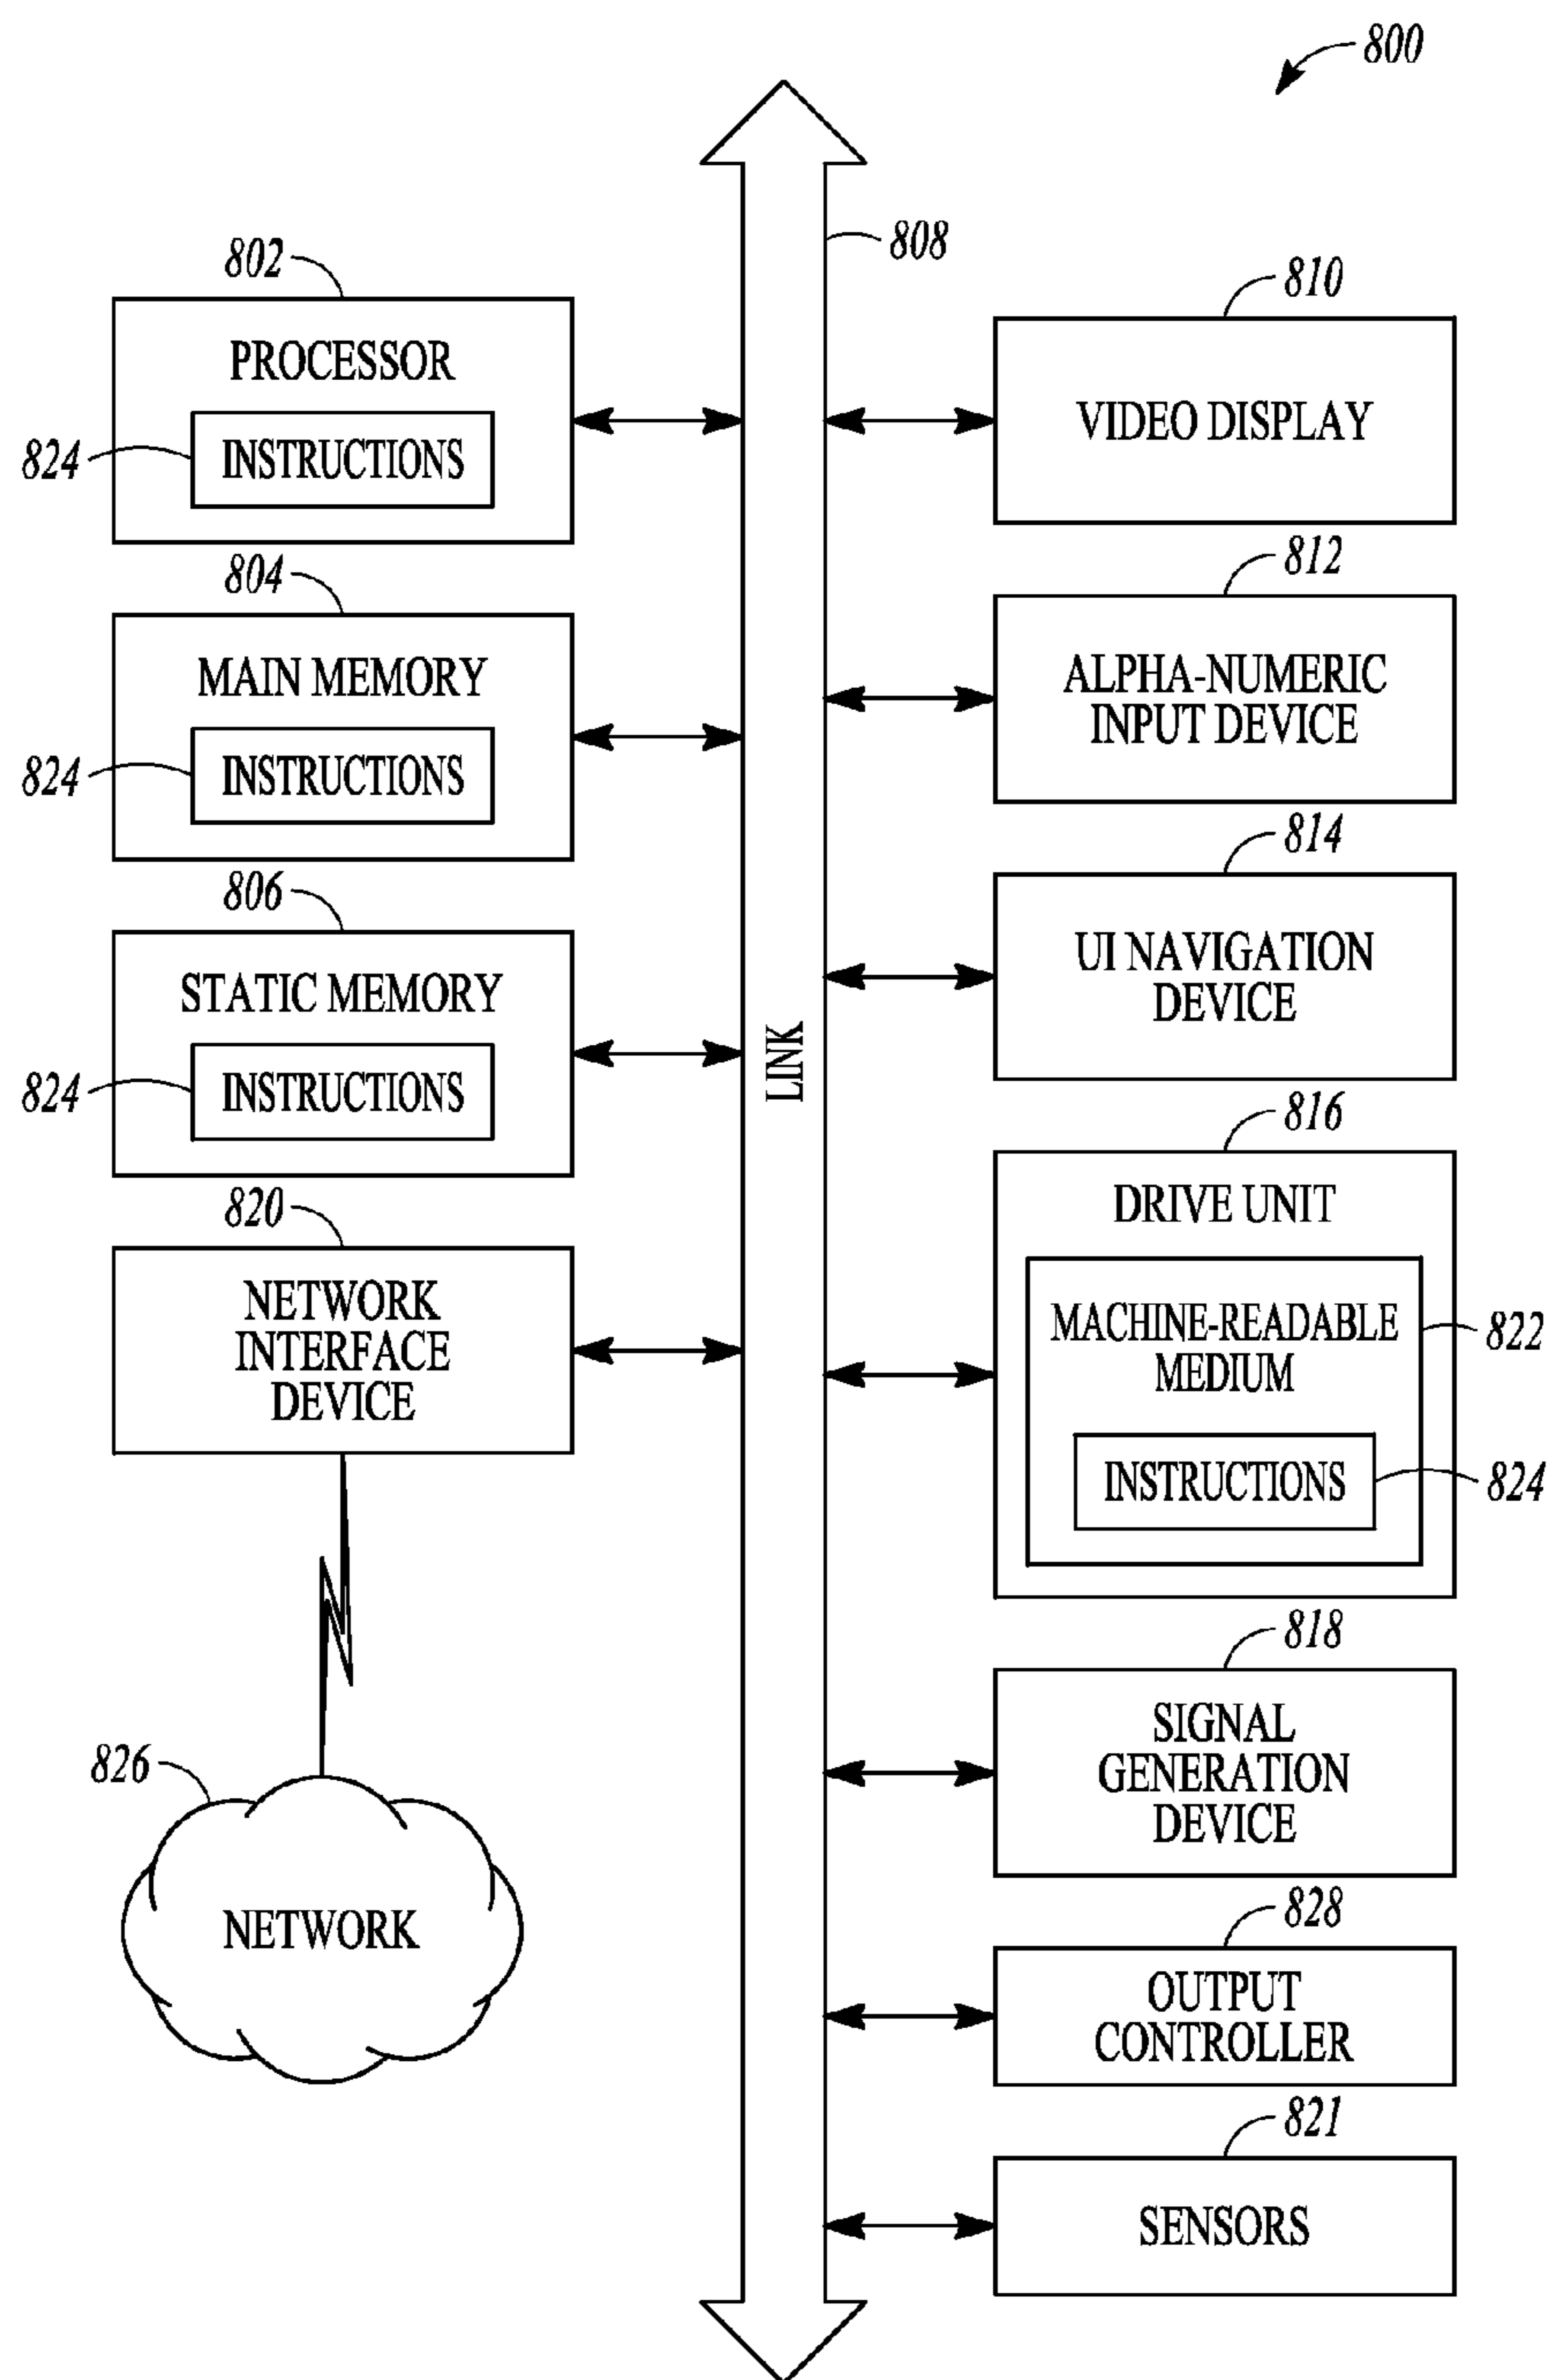 800
808
802
PROCESSOR
824
INSTRUCTIONS
804
MAIN MEMORY
824
INSTRUCTIONS
806
STATIC MEMORY
824
INSTRUCTIONS
820
NETWORK
INTERFACE
DEVICE
826
NETWORK
LINK
810
VIDEO DISPLAY
812
ALPHA-NUMERIC
INPUT DEVICE
814
UI NAVIGATION
DEVICE
816
DRIVE UNIT
MACHINE-READABLE
MEDIUM
822
INSTRUCTIONS
824
818
SIGNAL
GENERATION
DEVICE
828
OUTPUT
CONTROLLER
821
SENSORS